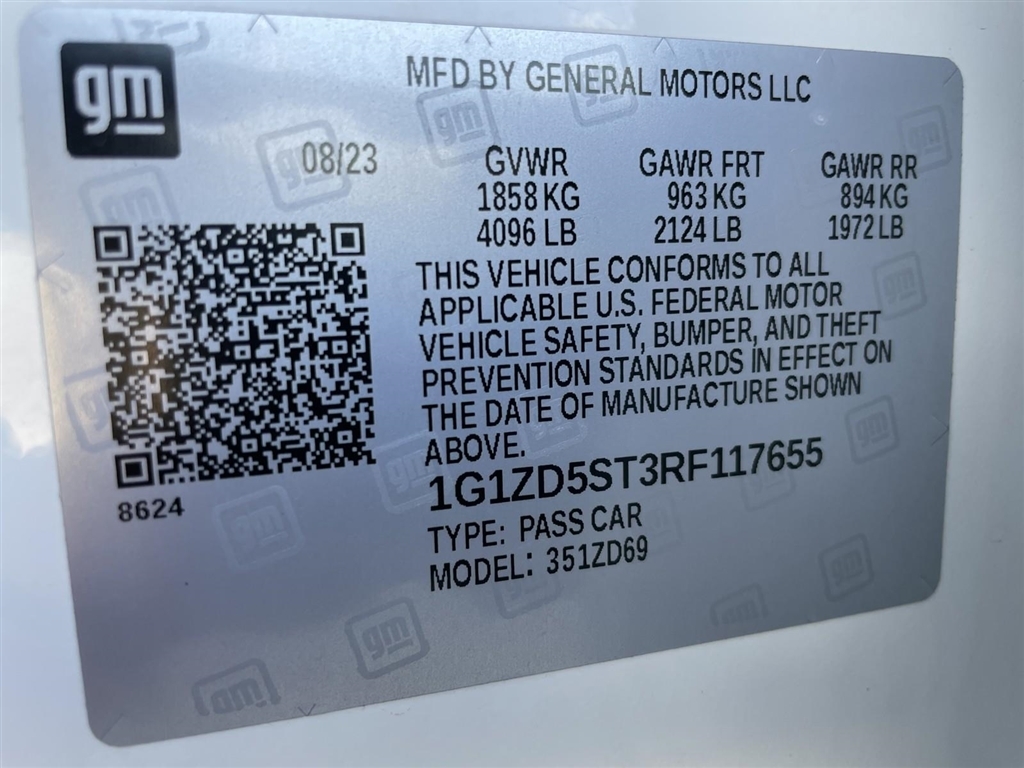 gm
MFD BY GENERAL MOTORS LLC
08/23
GVWR GAWR FRT GAWR RR
1858 KG 963 KG 894 KG
4096 LB 2124 LB 1972 LB
THIS VEHICLE CONFORMS TO ALL
APPLICABLE U.S. FEDERAL MOTOR
VEHICLE SAFETY, BUMPER, AND THEFT
PREVENTION STANDARDS IN EFFECT ON
THE DATE OF MANUFACTURE SHOWN
ABOVE.
8624
1G1ZD5ST3RF117655
TYPE: PASS CAR
MODEL: 351ZD69